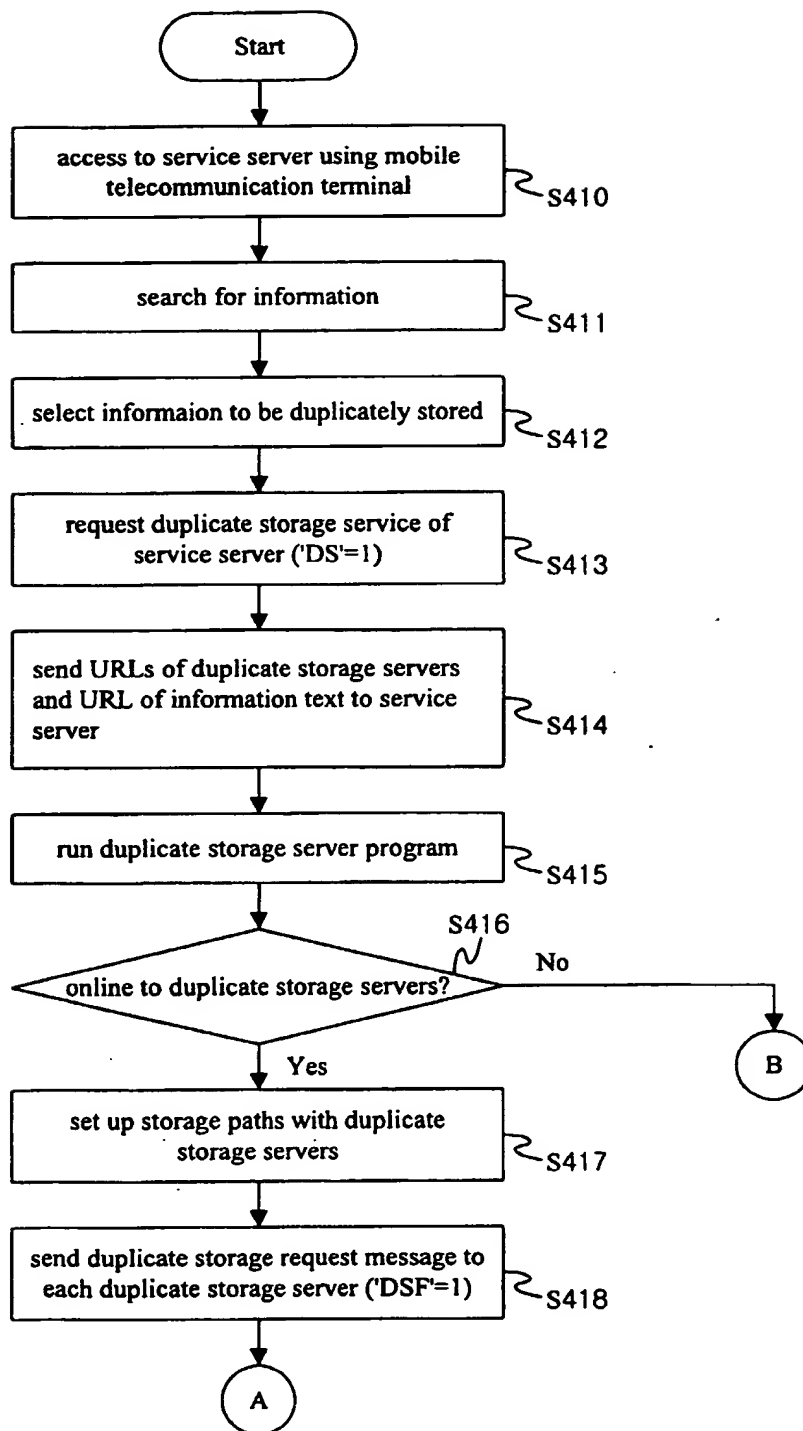 Start
access to service server using mobile
telecommunication terminal
S410
search for information
S411
select informaion to be duplicately stored
S412
request duplicate storage service of
service server ('DS'=1)
S413
send URLs of duplicate storage servers
and URL of information text to service
server
S414
run duplicate storage server program
S415
S416
online to duplicate storage servers?
No
B
Yes
set up storage paths with duplicate
storage servers
S417
send duplicate storage request message to
each duplicate storage server ('DSF'=1)
S418
A